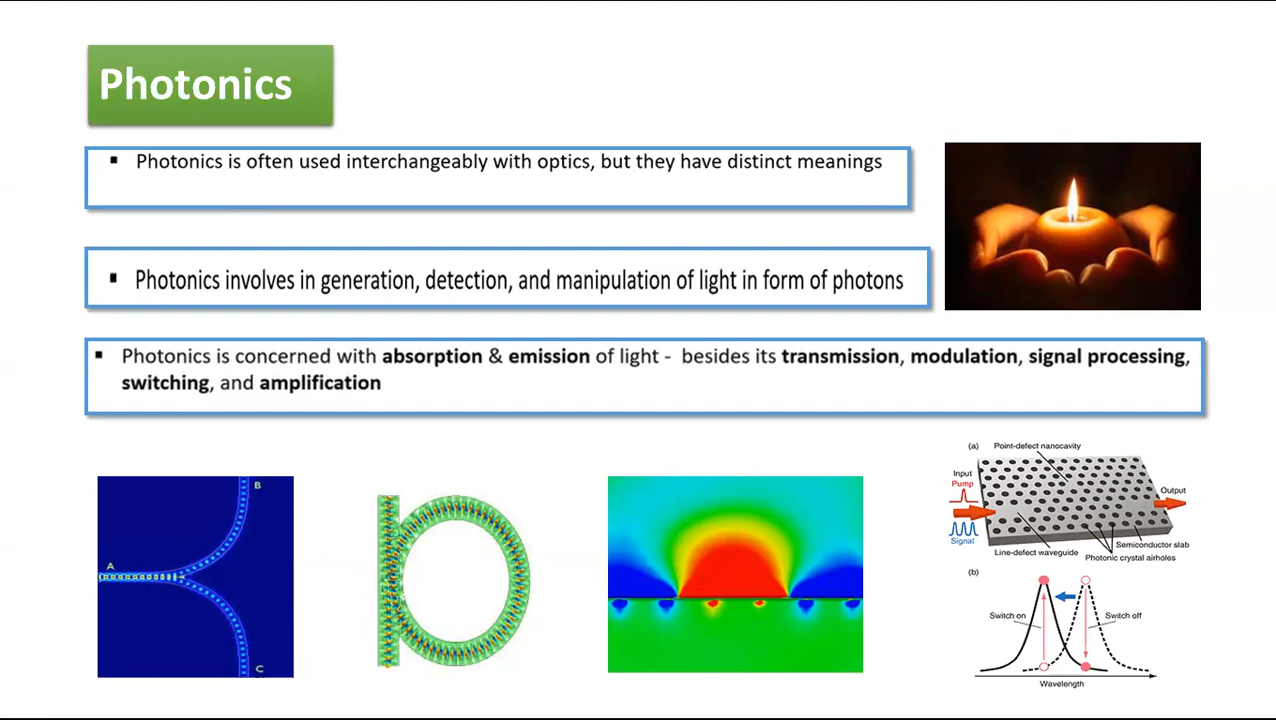 Photonics
▪ Photonics is often used interchangeably with optics, but they have distinct meanings
▪ Photonics involves in generation, detection, and manipulation of light in form of photons
▪ Photonics is concerned with absorption & emission of light - besides its transmission, modulation, signal processing,
switching, and amplification
A
B
C
(a)
Point-defect nanocavity
Input
Pump
Signal
Output
Line-defect waveguide
Semiconductor slab
Photonic crystal airholes
(b)
Switch on
Switch off
Wavelength